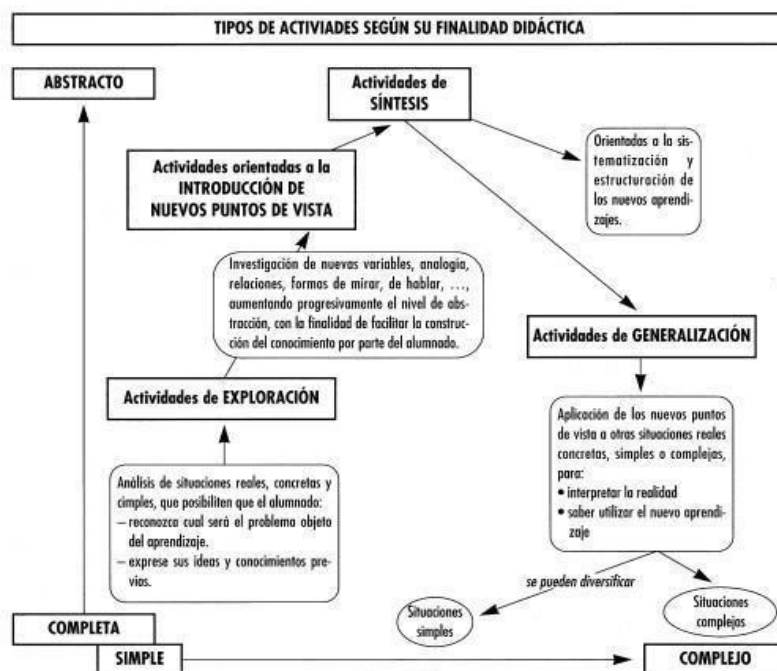 TIPOS DE ACTIVIADES SEGÚN SU FINALIDAD DIDÁCTICA
ABSTRACTO
Actividades de
SÍNTESIS
Orientadas a la sis-
tematización y
estructuración de
los nuevos aprendi-
zajes.
Actividades orientadas a la
INTRODUCCIÓN DE
NUEVOS PUNTOS DE VISTA
Investigación de nuevas variables, analogía,
relaciones, formas de mirar, de hablar, ...,
aumentando progresivamente el nivel de abs-
tracción, con la finalidad de facilitar la construc-
ción del conocimiento por parte del alumnado.
Actividades de GENERALIZACIÓN
Actividades de EXPLORACIÓN
Aplicación de los nuevos puntos
de vista a otras situaciones reales
concretas, simples o complejas,
para:
• interpretar la realidad
• saber utilizar el nuevo aprendi-
zaje
Análisis de situaciones reales, concretas y
cimples, que posibiliten que el alumnado:
– reconozca cual será el problema objeto
del aprendizaje.
– exprese sus ideas y conocimientos pre-
vios.
se pueden diversificar
Situaciones
simples
Situaciones
complejas
COMPLETA
SIMPLE
COMPLEJO